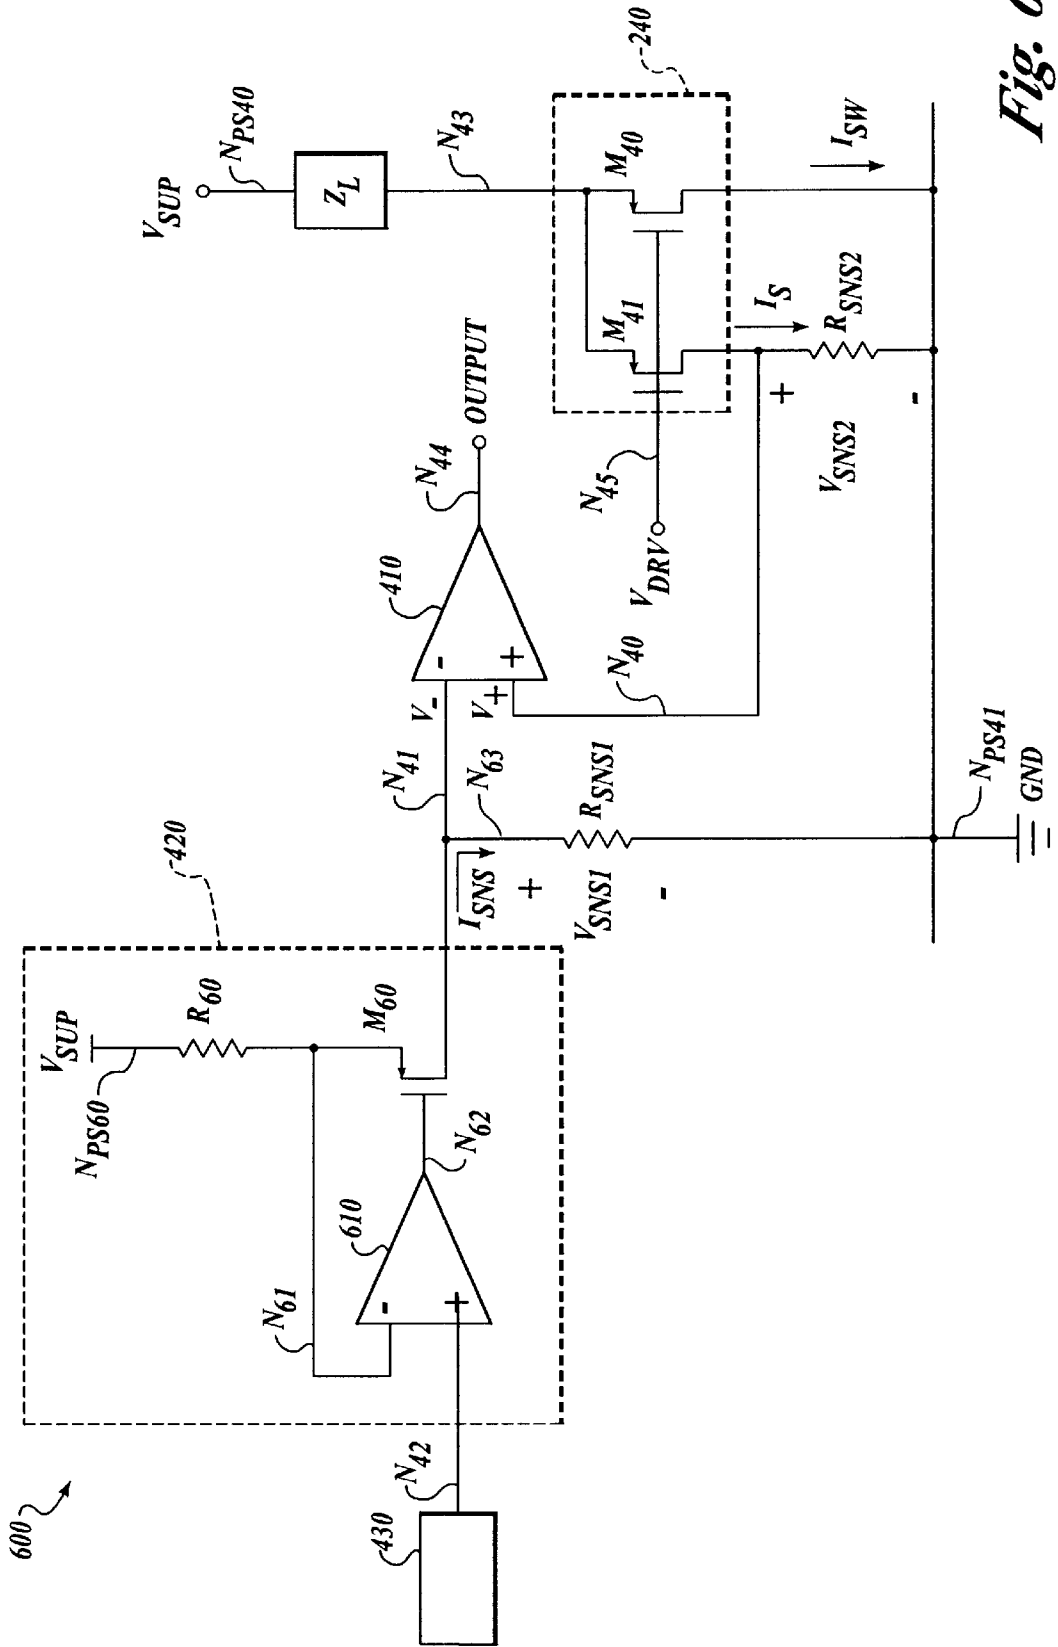 600
430
N42
420
VSUP
NPS60
R60
N61
M60
610
-
+
N62
ISNS
+
VSNS1
-
RSNS1
N63
N41
V-
V+
-
+
410
N44
OUTPUT
N40
NPS41
GND
VSUP
NPS40
ZL
N43
240
M41
M40
N45
VDRV
IS
ISW
+
VSNS2
-
RSNS2
Fig.